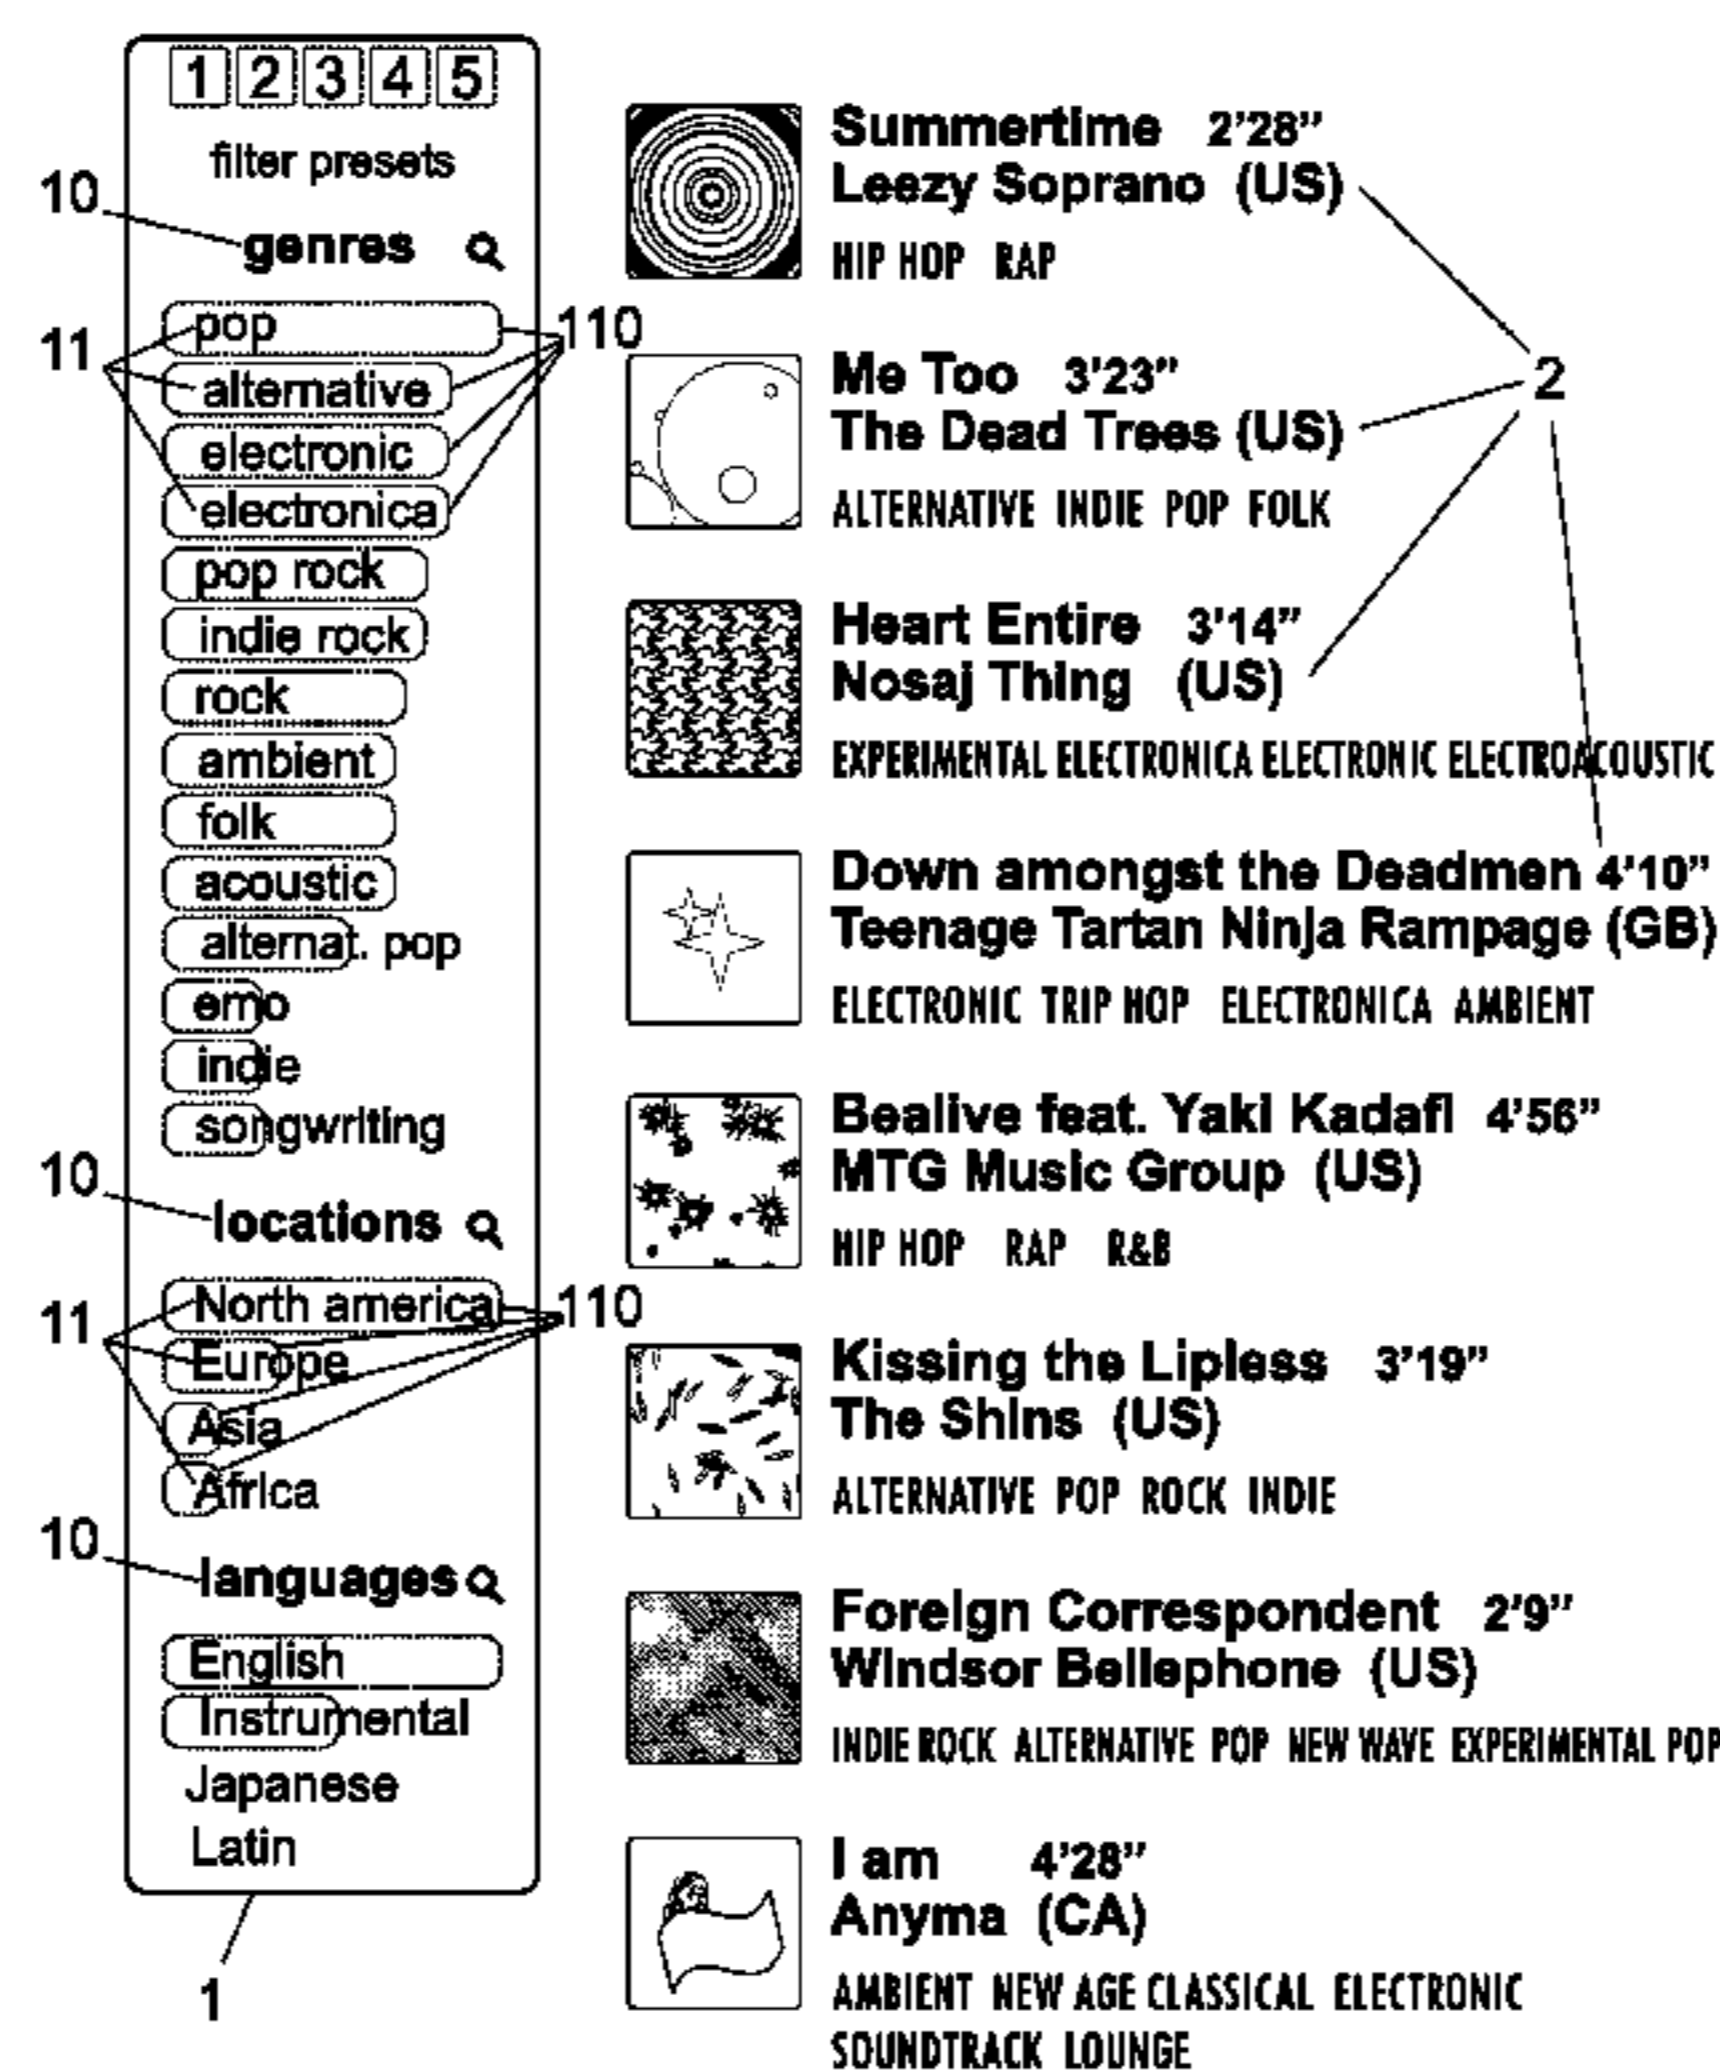 1 2 3 4 5
filter presets
10
genres
11
110
pop
alternative
electronic
electronica
pop rock
indie rock
rock
ambient
folk
acoustic
alternat. pop
emo
indie
songwriting
10
locations
11
110
North america
Europe
Asia
Africa
10
languages
English
Instrumental
Japanese
Latin
1
Summertime 2'28"
Leezy Soprano (US)
HIP HOP RAP
2
Me Too 3'23"
The Dead Trees (US)
ALTERNATIVE INDIE POP FOLK
Heart Entire 3'14"
Nosaj Thing (US)
EXPERIMENTAL ELECTRONICA ELECTRONIC ELECTROACOUSTIC
Down amongst the Deadmen 4'10"
Teenage Tartan Ninja Rampage (GB)
ELECTRONIC TRIP HOP ELECTRONICA AMBIENT
Bealive feat. Yaki Kadafi 4'56"
MTG Music Group (US)
HIP HOP RAP R&B
Kissing the Lipless 3'19"
The Shins (US)
ALTERNATIVE POP ROCK INDIE
Foreign Correspondent 2'9"
Windsor Bellephone (US)
INDIE ROCK ALTERNATIVE POP NEW WAVE EXPERIMENTAL POP
I am 4'28"
Anyma (CA)
AMBIENT NEW AGE CLASSICAL ELECTRONIC
SOUNDTRACK LOUNGE